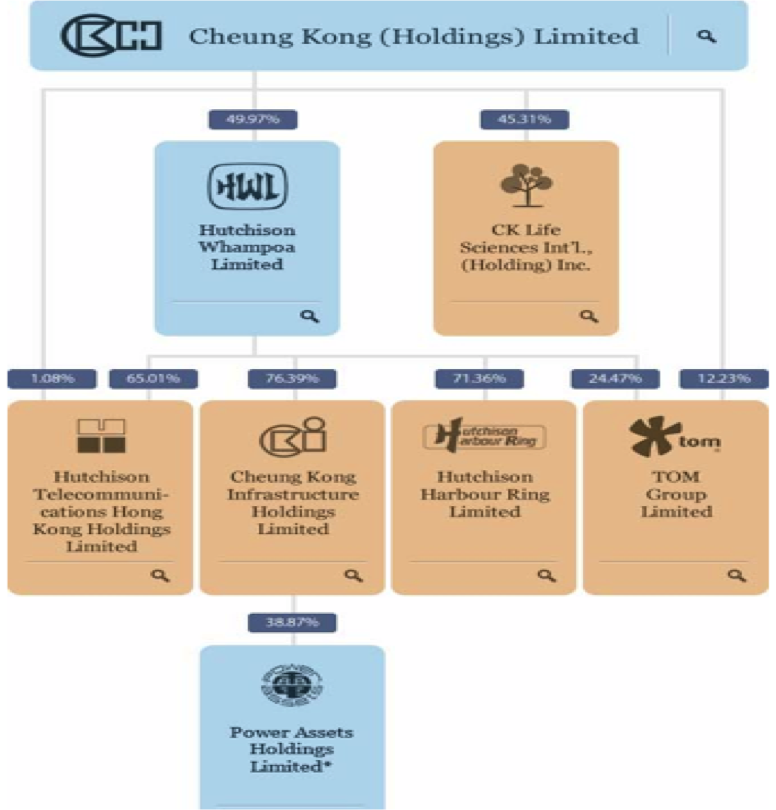 Cheung Kong (Holdings) Limited
49.97%
45.31%
HWL
Hutchison
Whampoa
Limited
CK Life
Sciences Int'l.,
(Holding) Inc.
1.08%
65.01%
76.39%
71.36%
24.47%
12.23%
Hutchison
Telecommuni-
cations Hong
Kong Holdings
Limited
Cheung Kong
Infrastructure
Holdings
Limited
Hutchison
Harbour Ring
Hutchison
Harbour Ring
Limited
tom
TOM
Group
Limited
38.87%
POWER
ASSETS
Power Assets
Holdings
Limited*